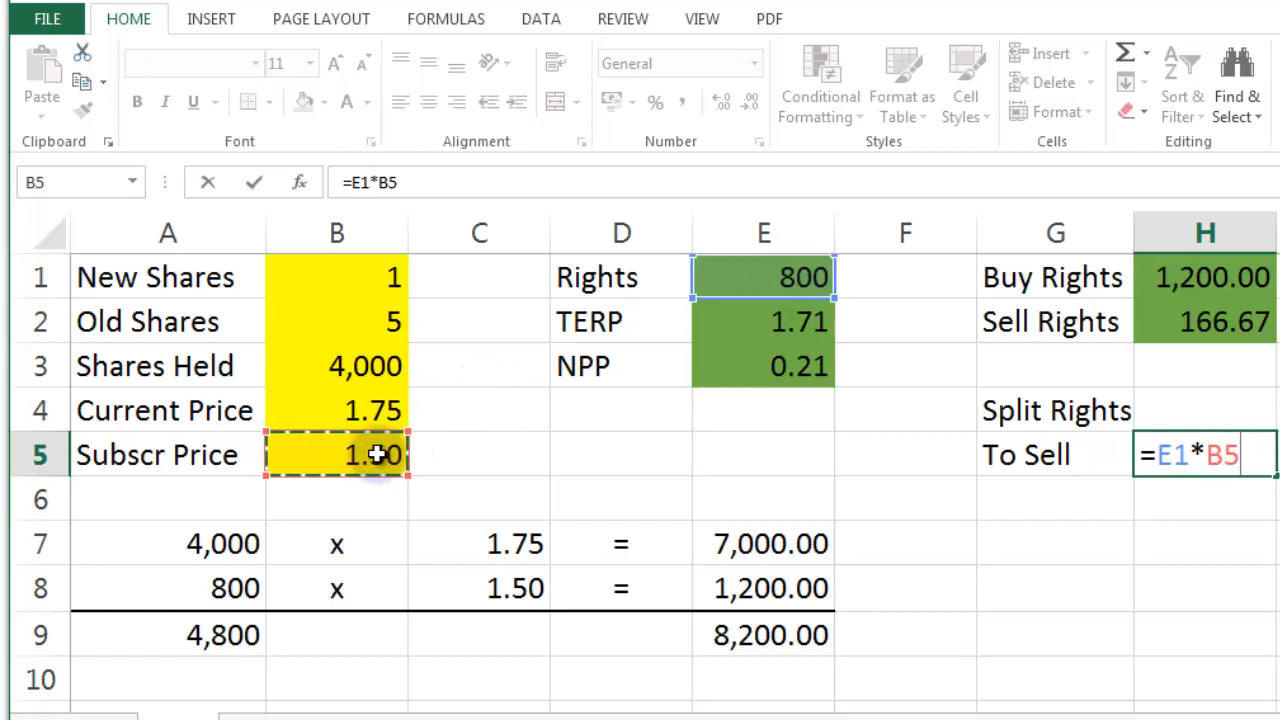 FILE HOME INSERT PAGE LAYOUT FORMULAS DATA REVIEW VIEW PDF
11 A A General Insert Σ
Delete A Z
Paste B I U A % , Conditional Format as Cell Format Sort & Find &
Formatting Table Styles Filter Select
Clipboard Font Alignment Number Styles Cells Editing
B5 fx =E1*B5
A B C D E F G H
1 New Shares 1 Rights 800 Buy Rights 1,200.00
2 Old Shares 5 TERP 1.71 Sell Rights 166.67
3 Shares Held 4,000 NPP 0.21
4 Current Price 1.75 Split Rights
5 Subscr Price To Sell =E1*B5
6
7 4,000 x 1.75 = 7,000.00
8 800 x 1.50 = 1,200.00
9 4,800 8,200.00
10